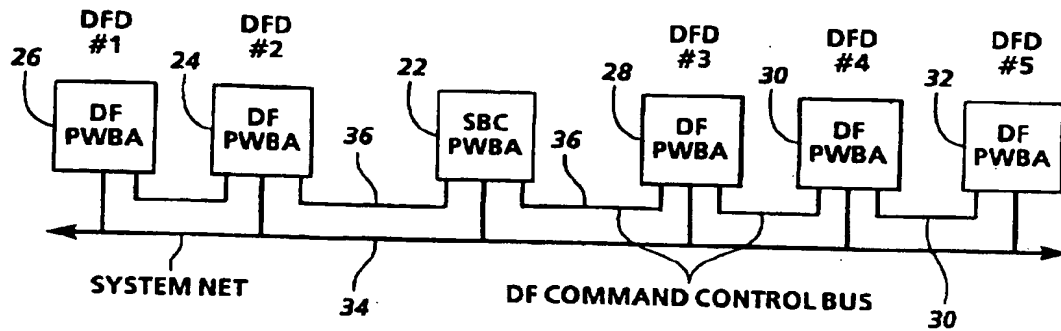 DFD
#1
DFD
#2
DFD
#3
DFD
#4
DFD
#5
26
24
22
28
30
32
DF
PWBA
DF
PWBA
SBC
PWBA
DF
PWBA
DF
PWBA
DF
PWBA
36
36
SYSTEM NET
34
DF COMMAND CONTROL BUS
30